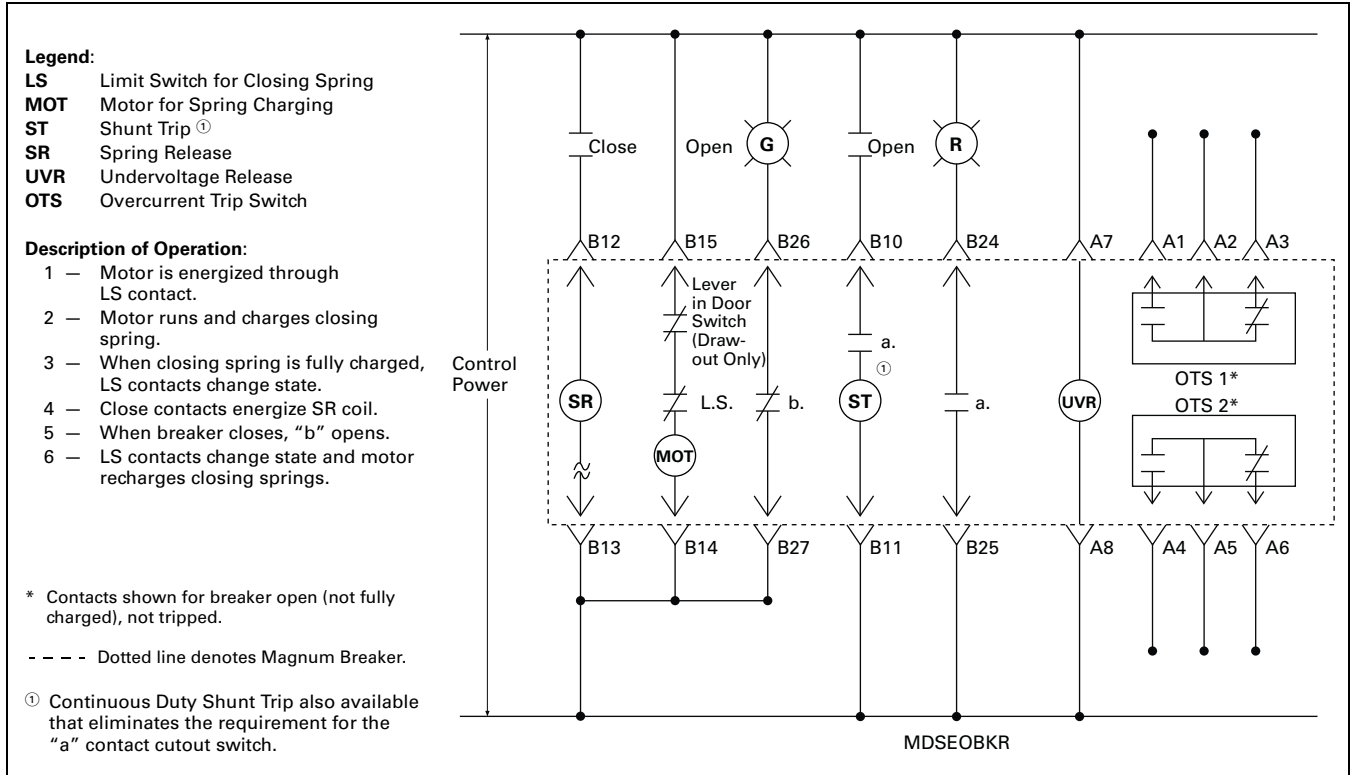 Legend:
LS Limit Switch for Closing Spring
MOT Motor for Spring Charging
ST Shunt Trip ①
SR Spring Release
UVR Undervoltage Release
OTS Overcurrent Trip Switch
Description of Operation:
1 — Motor is energized through
LS contact.
2 — Motor runs and charges closing
spring.
3 — When closing spring is fully charged,
LS contacts change state.
4 — Close contacts energize SR coil.
5 — When breaker closes, “b” opens.
6 — LS contacts change state and motor
recharges closing springs.
* Contacts shown for breaker open (not fully
charged), not tripped.
- - - - Dotted line denotes Magnum Breaker.
① Continuous Duty Shunt Trip also available
that eliminates the requirement for the
“a” contact cutout switch.
Control
Power
Close
Open
G
Open
R
B12
B15
B26
B10
B24
A7
A1
A2
A3
Lever
in Door
Switch
(Draw-
out Only)
a.
①
SR
L.S.
b.
ST
a.
UVR
MOT
OTS 1*
OTS 2*
B13
B14
B27
B11
B25
A8
A4
A5
A6
MDSEOBKR